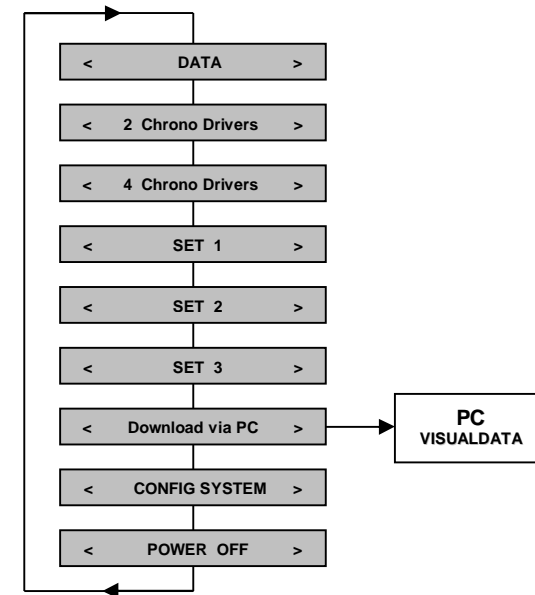 < DATA >
< 2 Chrono Drivers >
< 4 Chrono Drivers >
< SET 1 >
< SET 2 >
< SET 3 >
< Download via PC >
PC
VISUALDATA
< CONFIG SYSTEM >
< POWER OFF >